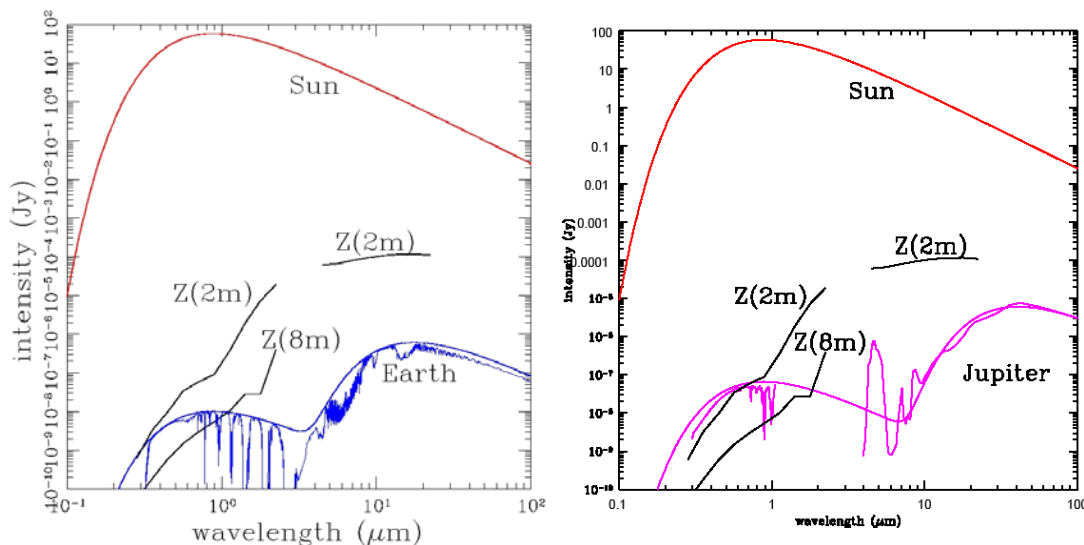 10²
10¹
10⁰
10⁻¹
10⁻²
10⁻³
10⁻⁴
10⁻⁵
10⁻⁶
10⁻⁷
10⁻⁸
10⁻⁹
10⁻¹⁰
intensity (Jy)
Sun
Z(2m)
Z(2m)
Z(8m)
Earth
10⁻¹
10⁰
10¹
10²
wavelength (μm)
100
10
1
0.1
0.01
0.001
0.0001
10⁻⁵
10⁻⁶
10⁻⁷
10⁻⁸
10⁻⁹
10⁻¹⁰
intensity (Jy)
Sun
Z(2m)
Z(2m)
Z(8m)
Jupiter
0.1
1
10
100
wavelength (μm)